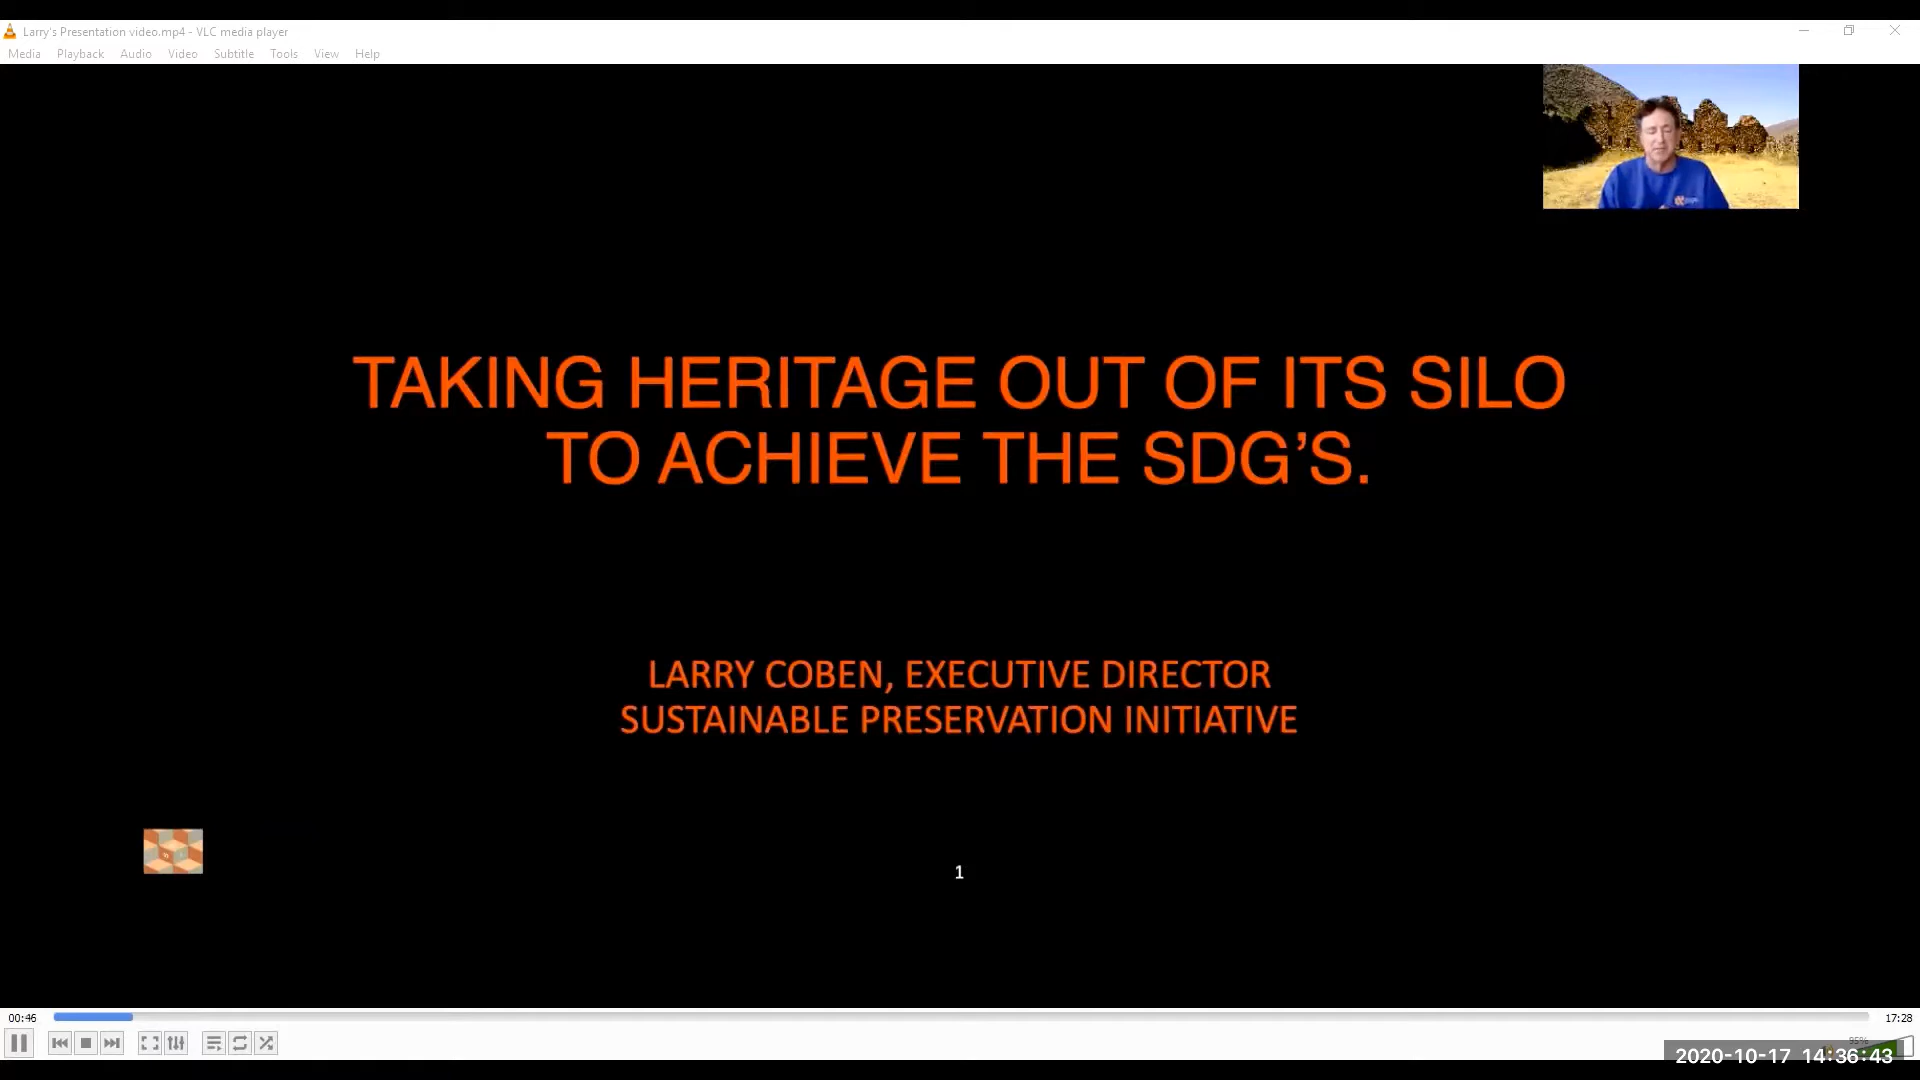 Larry's Presentation video.mp4 - VLC media player
Media Playback Audio Video Subtitle Tools View Help
TAKING HERITAGE OUT OF ITS SILO
TO ACHIEVE THE SDG’S.
LARRY COBEN, EXECUTIVE DIRECTOR
SUSTAINABLE PRESERVATION INITIATIVE
1
00:46
17:28
95%
2020-10-17 14:36:43